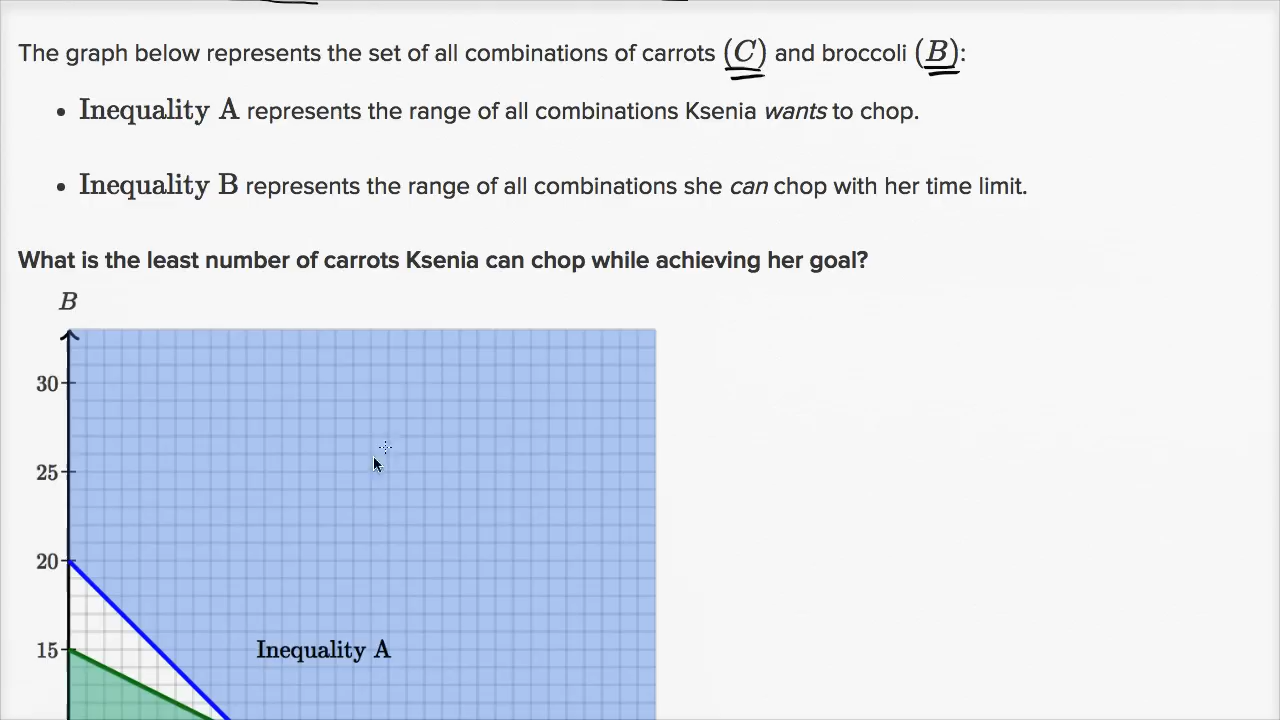 The graph below represents the set of all combinations of carrots (C) and broccoli (B):
• Inequality A represents the range of all combinations Ksenia wants to chop.
• Inequality B represents the range of all combinations she can chop with her time limit.
What is the least number of carrots Ksenia can chop while achieving her goal?
B
30
25
20
15
Inequality A